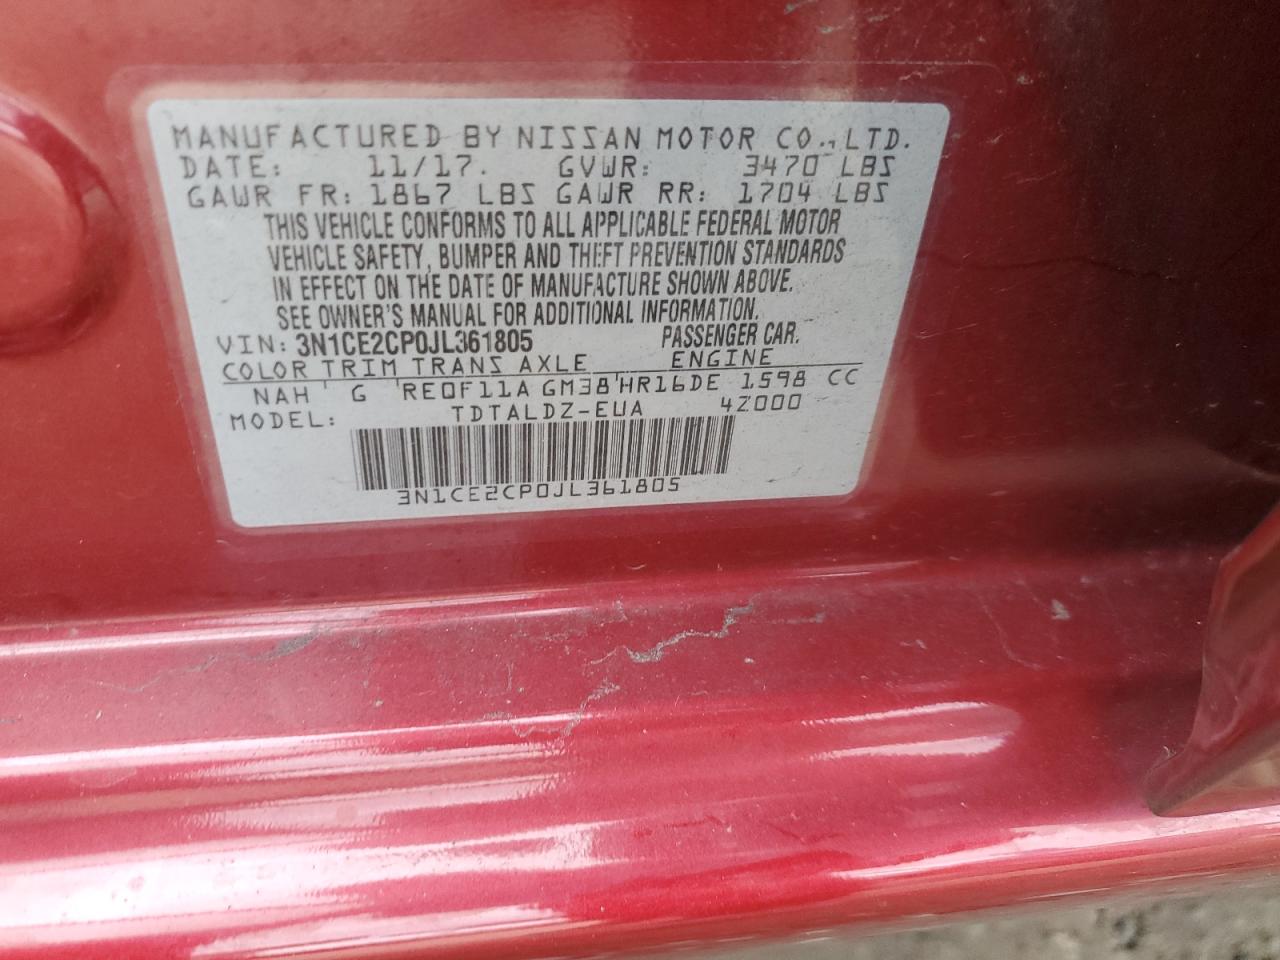 MANUFACTURED BY NISSAN MOTOR CO., LTD.
DATE: 11/17. GVWR: 3470 LBS
GAWR FR: 1867 LBS GAWR RR: 1704 LBS
THIS VEHICLE CONFORMS TO ALL APPLICABLE FEDERAL MOTOR
VEHICLE SAFETY, BUMPER AND THEFT PREVENTION STANDARDS
IN EFFECT ON THE DATE OF MANUFACTURE SHOWN ABOVE.
SEE OWNER'S MANUAL FOR ADDITIONAL INFORMATION.
VIN: 3N1CE2CP0JL361805 PASSENGER CAR.
COLOR TRIM TRANS AXLE ENGINE
NAH G RE0F11A GM38 HR16DE 1598 CC
MODEL: TDTALDZ-EUA 4Z000
3N1CE2CP0JL361805